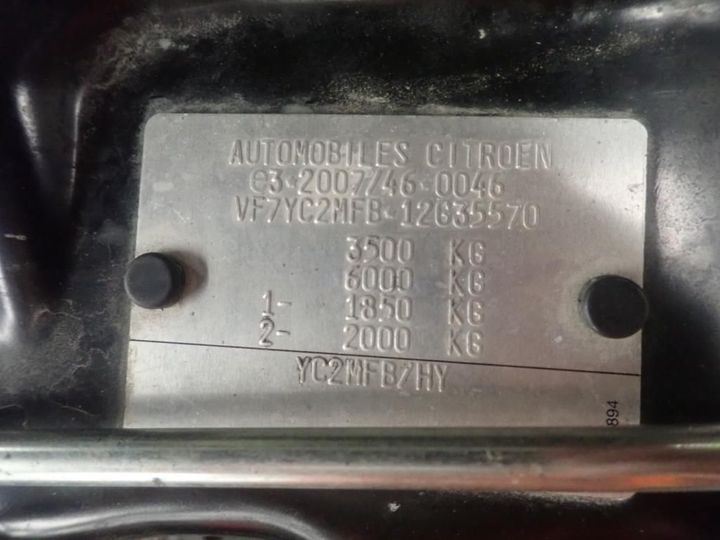 AUTOMOBILES CITROEN
e3*2007/46*0046
VF7YC2MFB-12G35570
3500 KG
6000 KG
1- 1850 KG
2- 2000 KG
YC2MFB/HY
894